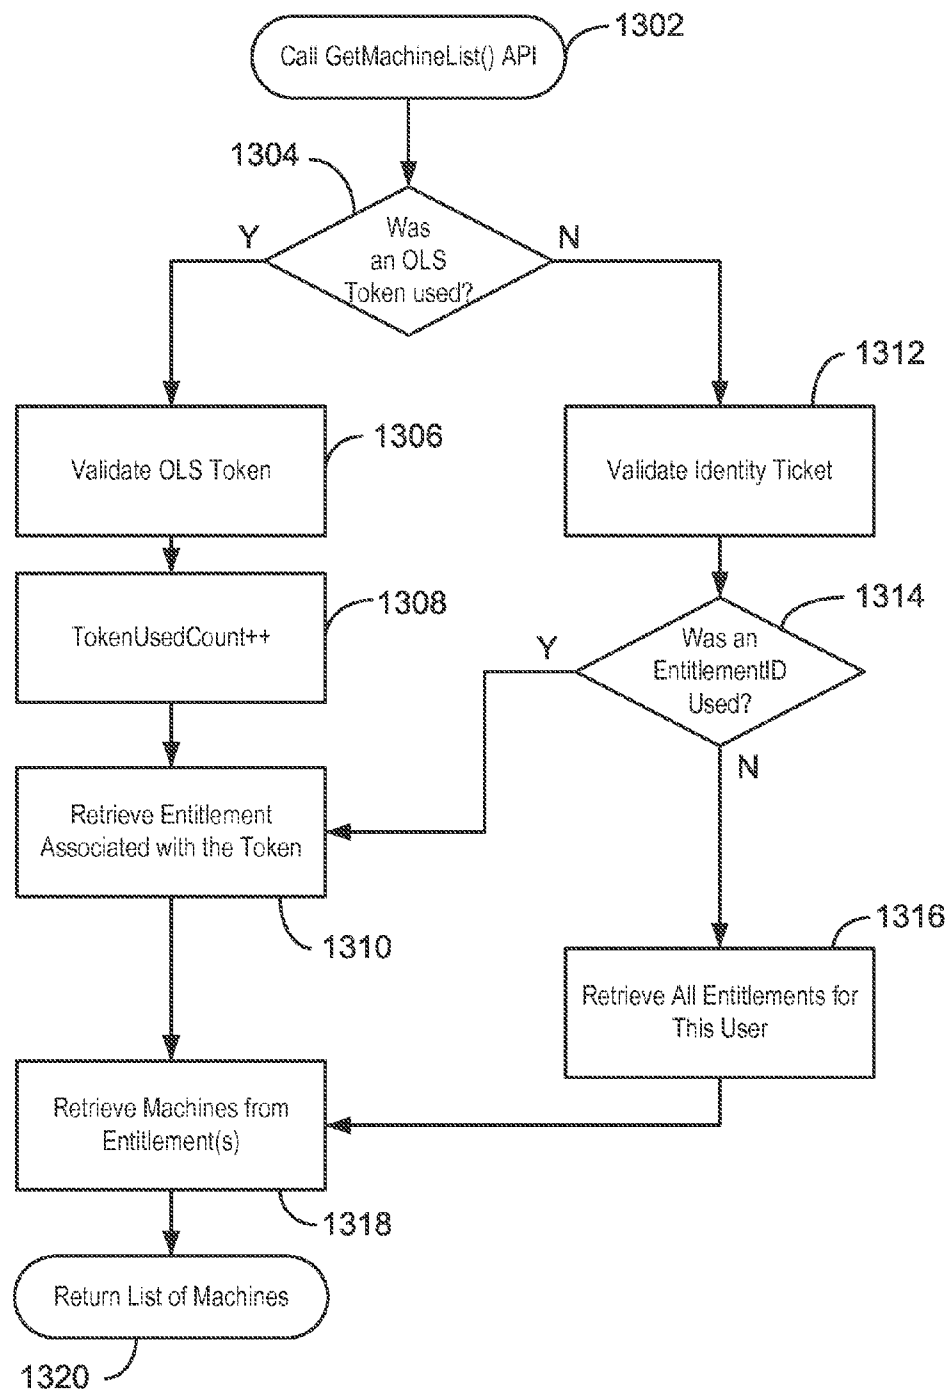 Call GetMachineList() API
1302
1304
Was
an OLS
Token used?
Y
N
1312
Validate OLS Token
1306
Validate Identity Ticket
TokenUsedCount++
1308
1314
Was an
EntitlementID
Used?
Y
N
Retrieve Entitlement
Associated with the Token
1310
1316
Retrieve All Entitlements for
This User
Retrieve Machines from
Entitlement(s)
1318
Return List of Machines
1320